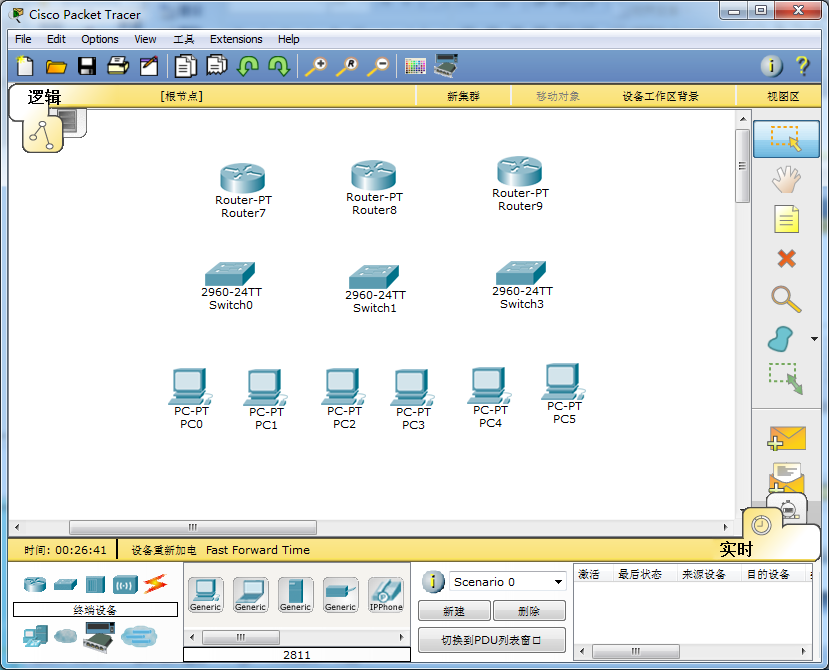 Cisco Packet Tracer
File Edit Options View 工具 Extensions Help
逻辑 [根节点] 新集群 移动对象 设备工作区背景 视图区
Router-PT Router-PT Router-PT
Router7 Router8 Router9
2960-24TT 2960-24TT 2960-24TT
Switch0 Switch1 Switch3
PC-PT PC-PT PC-PT PC-PT PC-PT PC-PT
PC0 PC1 PC2 PC3 PC4 PC5
时间: 00:26:41 设备重新加电 Fast Forward Time 实时
终端设备
Generic Generic Generic Generic IPPhone
2811
Scenario 0
新建 删除
切换到PDU列表窗口
激活 最后状态 来源设备 目的设备